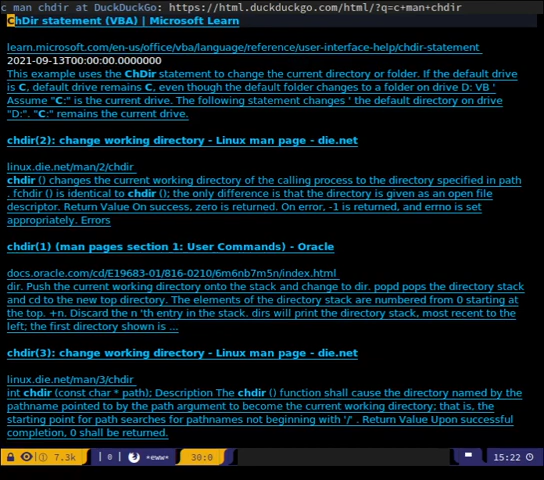 c man chdir at DuckDuckGo: https://html.duckduckgo.com/html/?q=c+man+chdir
ChDir statement (VBA) | Microsoft Learn
learn.microsoft.com/en-us/office/vba/language/reference/user-interface-help/chdir-statement
2021-09-13T00:00:00.0000000
This example uses the ChDir statement to change the current directory or folder. If the default drive
is C, default drive remains C, even though the default folder changes to a folder on drive D: VB '
Assume "C:" is the current drive. The following statement changes ' the default directory on drive
"D:". "C:" remains the current drive.
chdir(2): change working directory - Linux man page - die.net
linux.die.net/man/2/chdir
chdir () changes the current working directory of the calling process to the directory specified in path
. fchdir () is identical to chdir (); the only difference is that the directory is given as an open file
descriptor. Return Value On success, zero is returned. On error, -1 is returned, and errno is set
appropriately. Errors
chdir(1) (man pages section 1: User Commands) - Oracle
docs.oracle.com/cd/E19683-01/816-0210/6m6nb7m5n/index.html
dir. Push the current working directory onto the stack and change to dir. popd pops the directory stack
and cd to the new top directory. The elements of the directory stack are numbered from 0 starting at
the top. +n. Discard the n 'th entry in the stack. dirs will print the directory stack, most recent to the
left; the first directory shown is ...
chdir(3): change working directory - Linux man page - die.net
linux.die.net/man/3/chdir
int chdir (const char * path); Description The chdir () function shall cause the directory named by the
pathname pointed to by the path argument to become the current working directory; that is, the
starting point for path searches for pathnames not beginning with '/' . Return Value Upon successful
completion, 0 shall be returned.
7.3k | 0 | *eww* 30:0 15:22